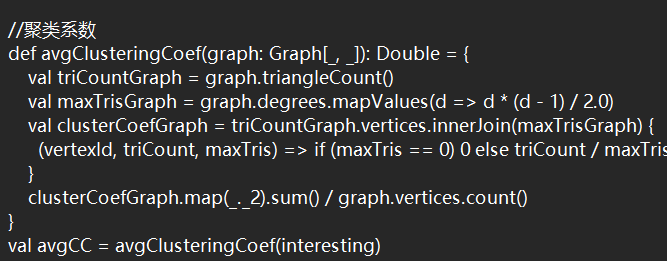 //聚类系数
def avgClusteringCoef(graph: Graph[_, _]): Double = {
val triCountGraph = graph.triangleCount()
val maxTrisGraph = graph.degrees.mapValues(d => d * (d - 1) / 2.0)
val clusterCoefGraph = triCountGraph.vertices.innerJoin(maxTrisGraph) {
(vertexId, triCount, maxTris) => if (maxTris == 0) 0 else triCount / maxTris
}
clusterCoefGraph.map(_._2).sum() / graph.vertices.count()
}
val avgCC = avgClusteringCoef(interesting)